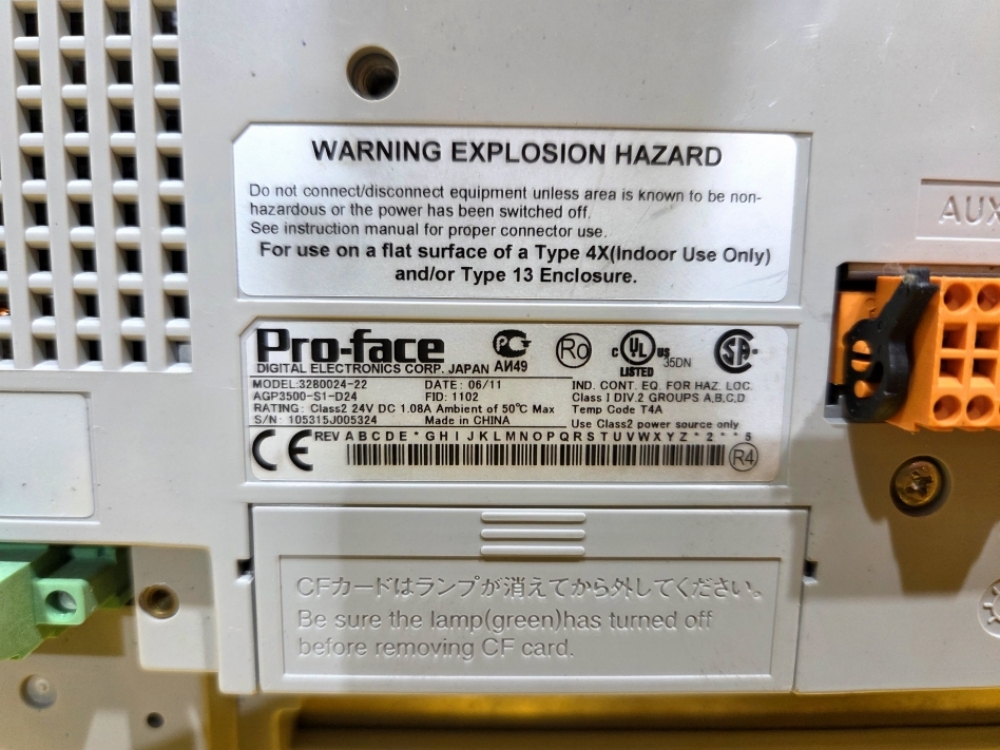 WARNING EXPLOSION HAZARD
Do not connect/disconnect equipment unless area is known to be non-
hazardous or the power has been switched off.
See instruction manual for proper connector use.
For use on a flat surface of a Type 4X(Indoor Use Only)
and/or Type 13 Enclosure.
AUX
Pro-face
DIGITAL ELECTRONICS CORP. JAPAN
АИ49
Ro
C UL US
LISTED
35DN
SA
MODEL:3280024-22
DATE: 06/11
AGP3500-S1-D24
FID: 1102
RATING: Class2 24V DC 1.08A Ambient of 50℃ Max
S/N: 105315J005324
Made in CHINA
IND. CONT. EQ. FOR HAZ. LOC.
Class I DIV.2 GROUPS A,B,C,D
Temp Code T4A
Use Class2 power source only
CE
REV A B C D E * G H I J K L M N O P Q R S T U V W X Y Z * 2 * * 5
R4
CFカードはランプが消えてから外してください。
Be sure the lamp(green)has turned off
before removing CF card.